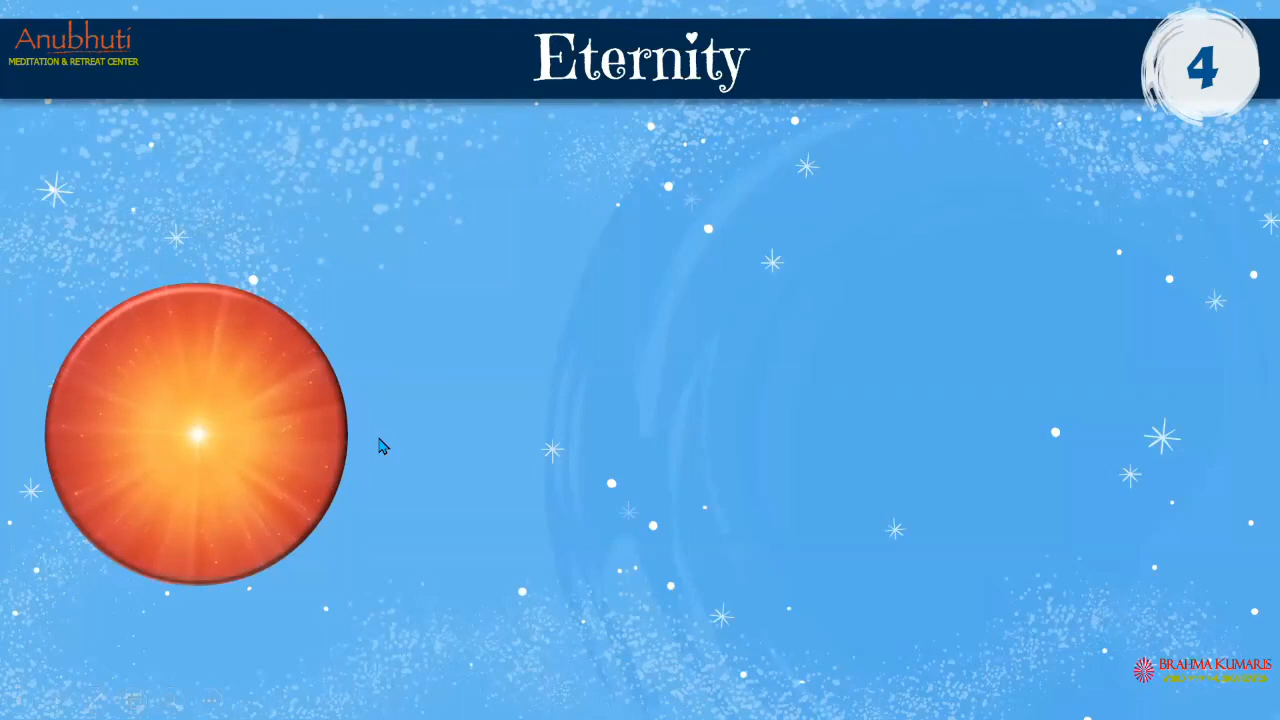 Anubhuti
MEDITATION & RETREAT CENTER
Eternity
4
BRAHMA KUMARIS